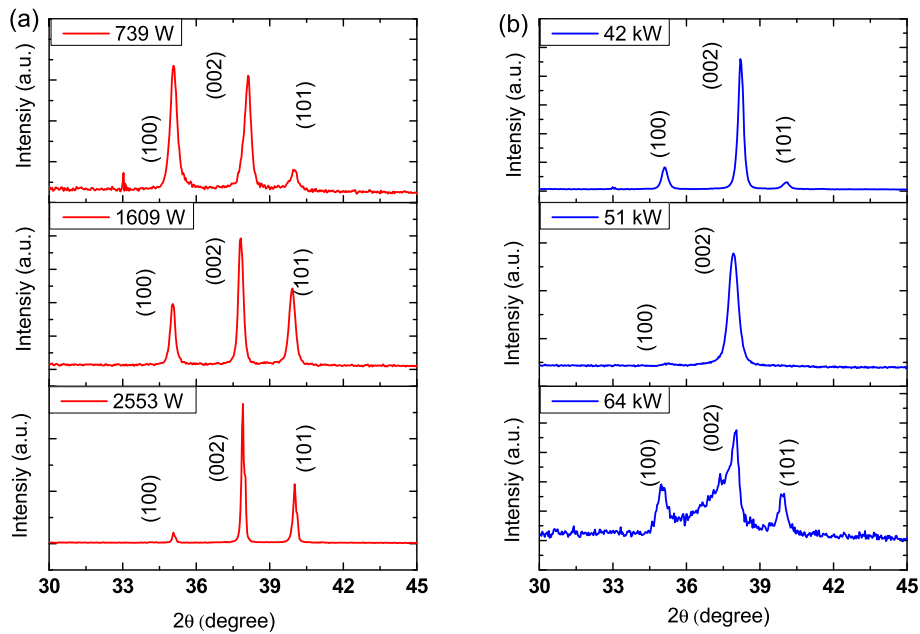 (a)
739 W
(100)
(002)
(101)
Intensiy (a.u.)
1609 W
(100)
(002)
(101)
Intensiy (a.u.)
2553 W
(100)
(002)
(101)
Intensiy (a.u.)
30 33 36 39 42 45
2θ (degree)
(b)
42 kW
(100)
(002)
(101)
Intensiy (a.u.)
51 kW
(100)
(002)
Intensiy (a.u.)
64 kW
(100)
(002)
(101)
Intensiy (a.u.)
30 33 36 39 42 45
2θ (degree)